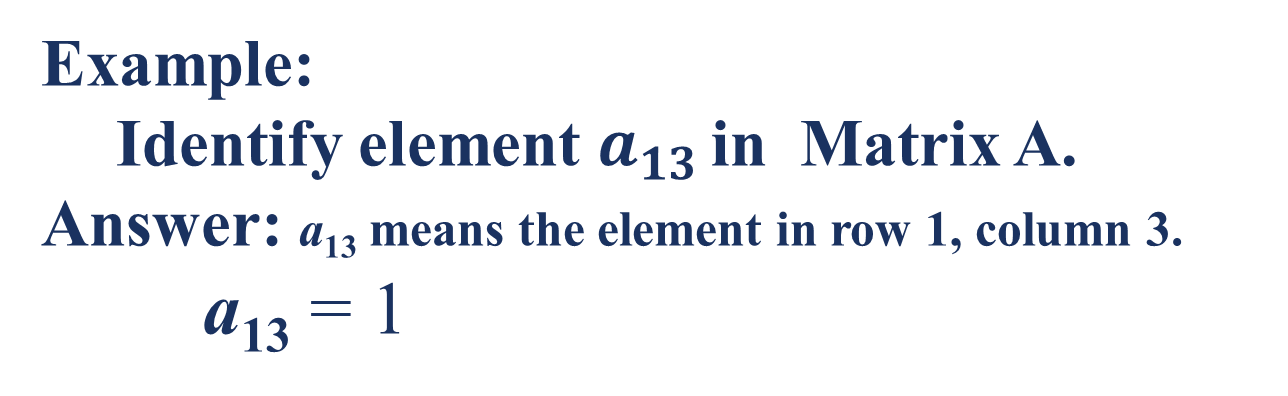 Example:
Identify element a₁₃ in Matrix A.
Answer: a₁₃ means the element in row 1, column 3.
a₁₃ = 1